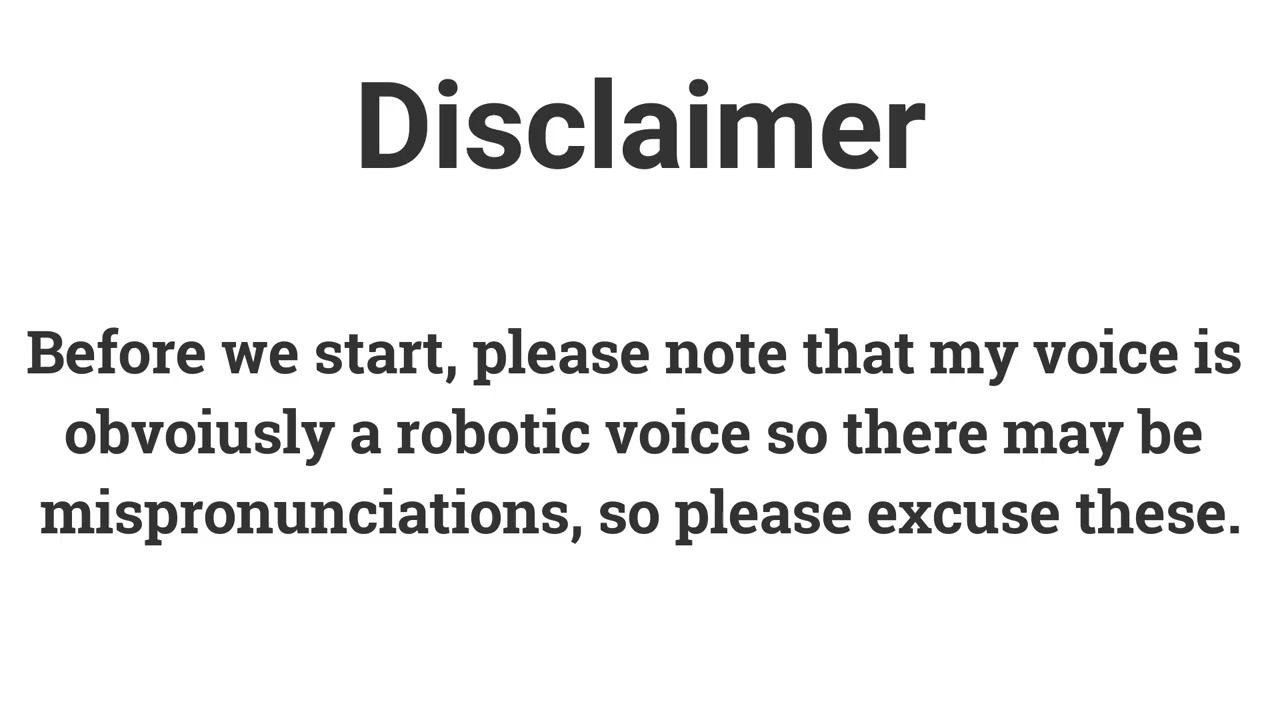 Disclaimer
Before we start, please note that my voice is
obvoiusly a robotic voice so there may be
mispronunciations, so please excuse these.